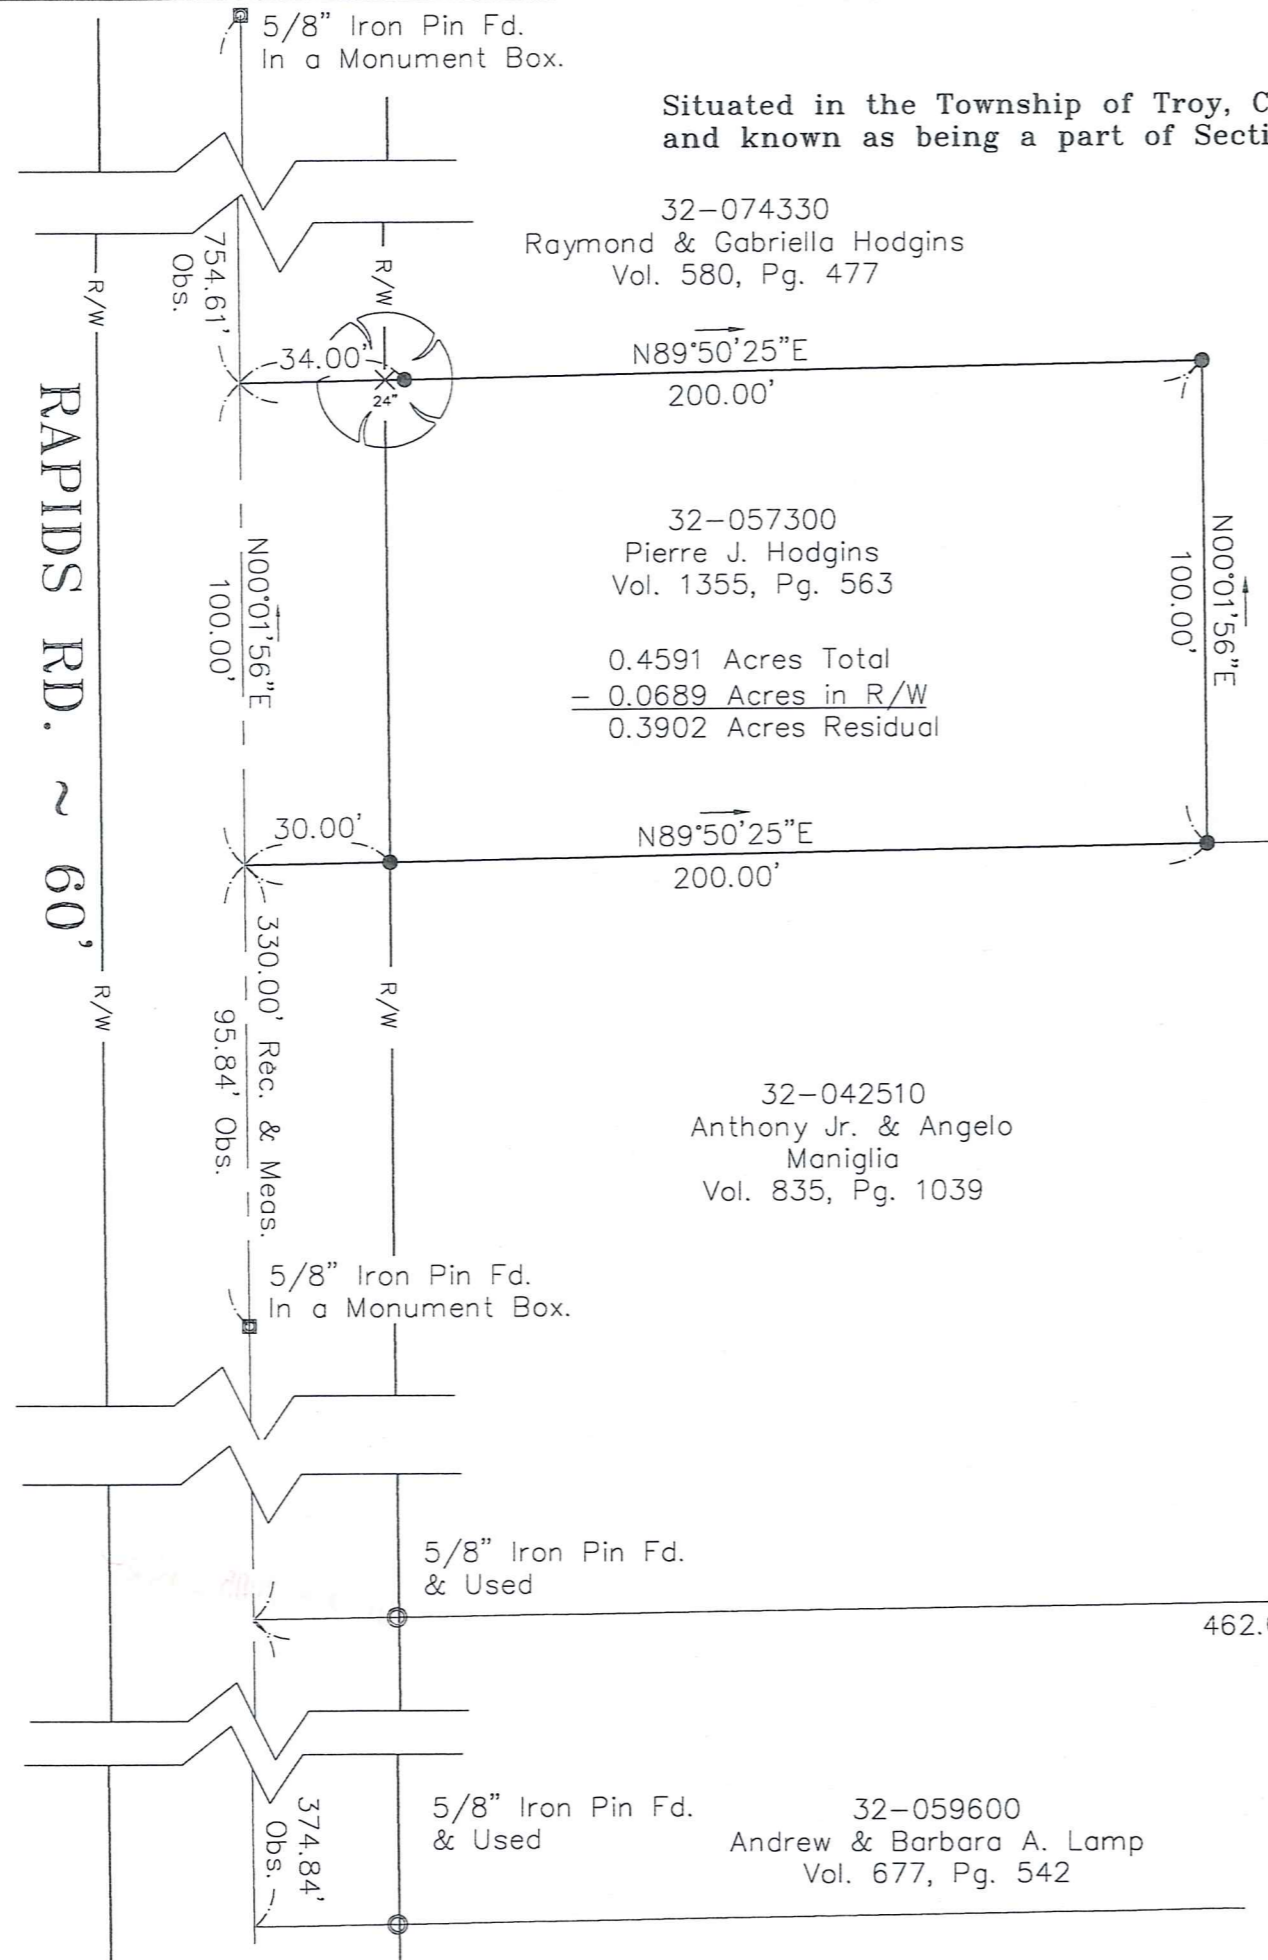 5/8" Iron Pin Fd.
In a Monument Box.
Situated in the Township of Troy, C
and known as being a part of Secti
32-074330
Raymond & Gabriella Hodgins
Vol. 580, Pg. 477
754.61'
Obs.
R/W
R/W
34.00'
24"
N89°50'25"E
200.00'
RAPIDS RD. ~ 60'
N00°01'56"E
100.00'
32-057300
Pierre J. Hodgins
Vol. 1355, Pg. 563
0.4591 Acres Total
- 0.0689 Acres in R/W
0.3902 Acres Residual
N00°01'56"E
100.00'
30.00'
N89°50'25"E
200.00'
330.00' Rec. & Meas.
95.84' Obs.
R/W
R/W
32-042510
Anthony Jr. & Angelo
Maniglia
Vol. 835, Pg. 1039
5/8" Iron Pin Fd.
In a Monument Box.
5/8" Iron Pin Fd.
& Used
462.
374.84'
Obs.
5/8" Iron Pin Fd.
& Used
32-059600
Andrew & Barbara A. Lamp
Vol. 677, Pg. 542